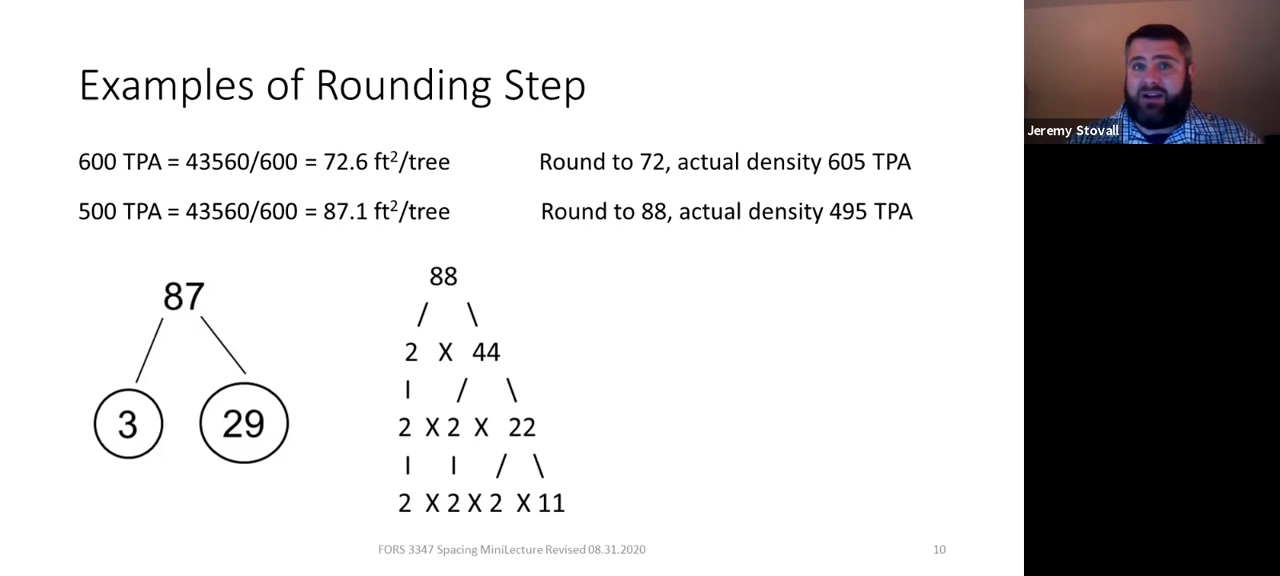 Examples of Rounding Step
600 TPA = 43560/600 = 72.6 ft²/tree
Round to 72, actual density 605 TPA
500 TPA = 43560/600 = 87.1 ft²/tree
Round to 88, actual density 495 TPA
87
3 29
88
/ \
2 X 44
I / \
2 X 2 X 22
I I / \
2 X 2 X 2 X 11
FORS 3347 Spacing MiniLecture Revised 08.31.2020
10
Jeremy Stovall